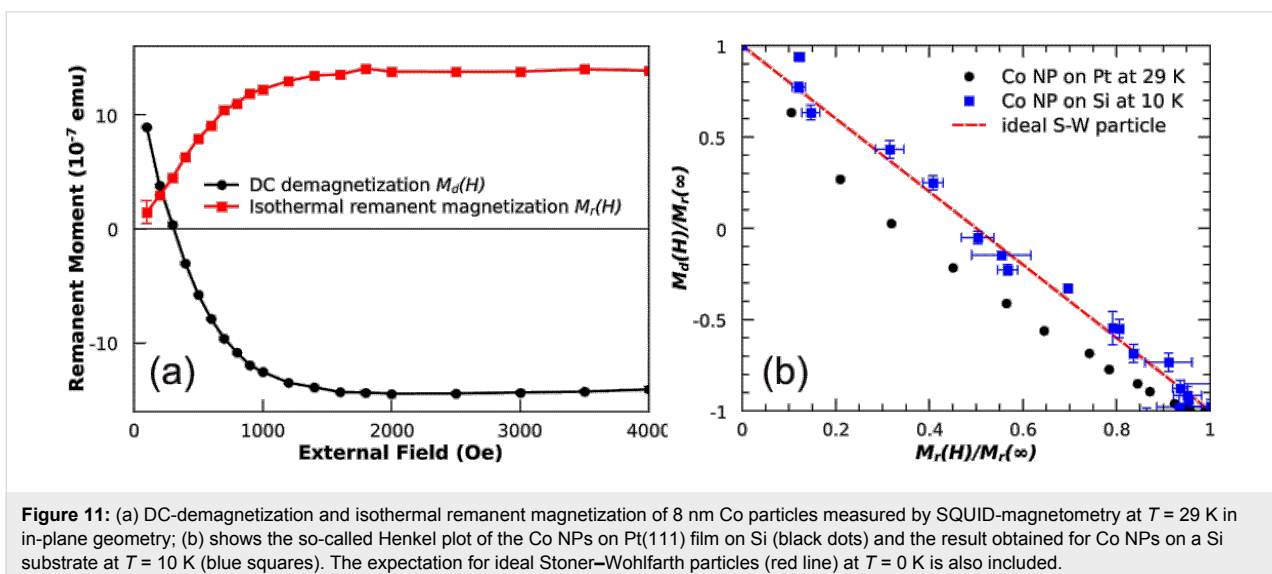 10
0
-10
0
1000
2000
3000
4000
Remanent Moment (10⁻⁷ emu)
External Field (Oe)
DC demagnetization Md(H)
Isothermal remanent magnetization Mr(H)
(a)
1
0.5
0
-0.5
-1
0
0.2
0.4
0.6
0.8
1
Md(H)/Mr(∞)
Mr(H)/Mr(∞)
Co NP on Pt at 29 K
Co NP on Si at 10 K
ideal S-W particle
(b)
Figure 11: (a) DC-demagnetization and isothermal remanent magnetization of 8 nm Co particles measured by SQUID-magnetometry at T = 29 K in
in-plane geometry; (b) shows the so-called Henkel plot of the Co NPs on Pt(111) film on Si (black dots) and the result obtained for Co NPs on a Si
substrate at T = 10 K (blue squares). The expectation for ideal Stoner–Wohlfarth particles (red line) at T = 0 K is also included.